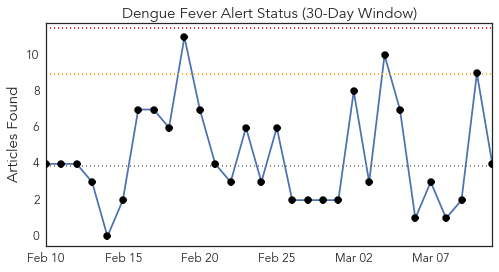 Dengue Fever Alert Status (30-Day Window)
Articles Found
10
8
6
4
2
0
Feb 10
Feb 15
Feb 20
Feb 25
Mar 02
Mar 07